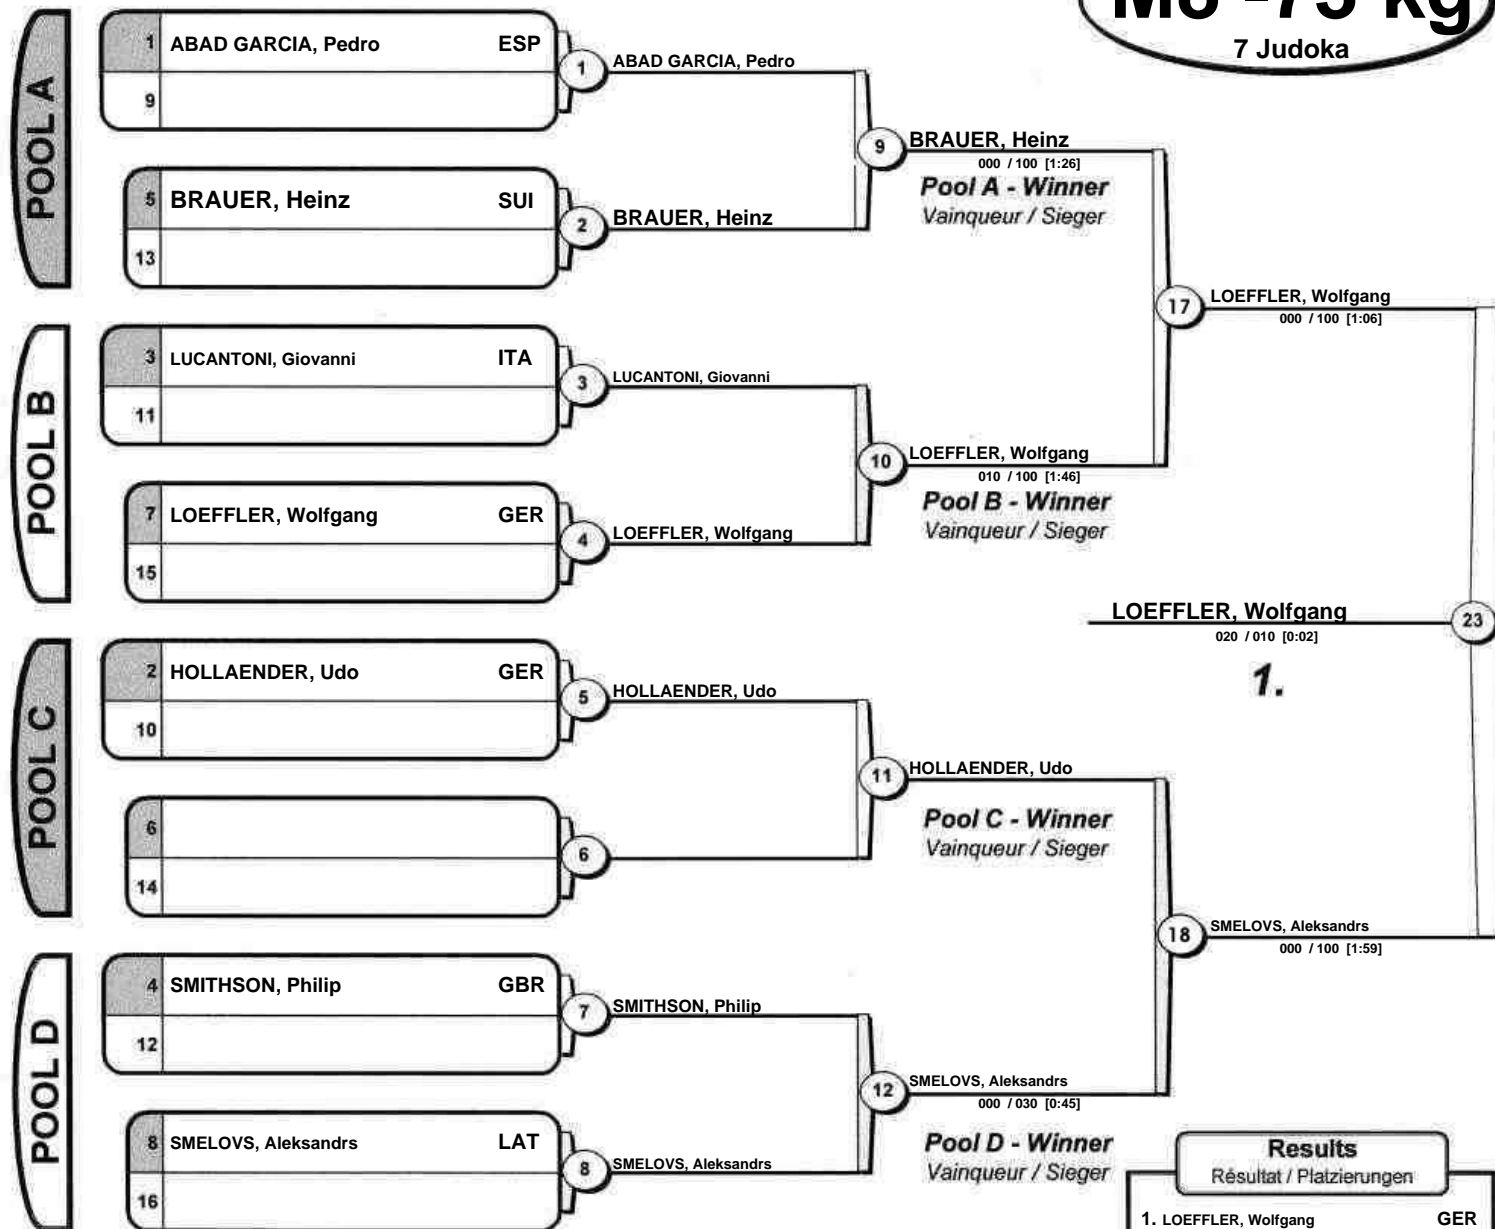 M6 -73 kg
7 Judoka
POOL A
1 ABAD GARCIA, Pedro ESP
9
5 BRAUER, Heinz SUI
13
1 ABAD GARCIA, Pedro
2 BRAUER, Heinz
9 BRAUER, Heinz
000 / 100 [1:26]
Pool A - Winner
Vainqueur / Sieger
POOL B
3 LUCANTONI, Giovanni ITA
11
7 LOEFFLER, Wolfgang GER
15
3 LUCANTONI, Giovanni
4 LOEFFLER, Wolfgang
10 LOEFFLER, Wolfgang
010 / 100 [1:46]
Pool B - Winner
Vainqueur / Sieger
17 LOEFFLER, Wolfgang
000 / 100 [1:06]
LOEFFLER, Wolfgang 23
020 / 010 [0:02]
1.
POOL C
2 HOLLAENDER, Udo GER
10
6
14
5 HOLLAENDER, Udo
6
11 HOLLAENDER, Udo
Pool C - Winner
Vainqueur / Sieger
POOL D
4 SMITHSON, Philip GBR
12
8 SMELOVS, Aleksandrs LAT
16
7 SMITHSON, Philip
8 SMELOVS, Aleksandrs
12 SMELOVS, Aleksandrs
000 / 030 [0:45]
Pool D - Winner
Vainqueur / Sieger
18 SMELOVS, Aleksandrs
000 / 100 [1:59]
Results
Résultat / Platzierungen
1. LOEFFLER, Wolfgang GER